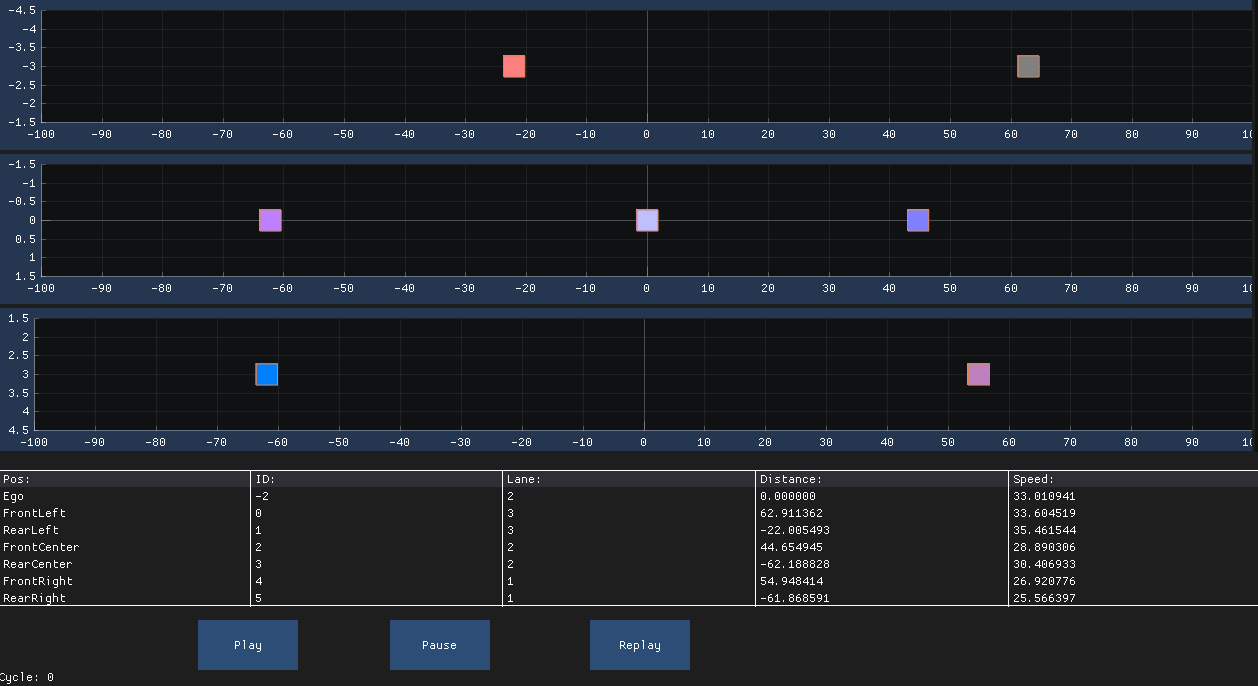 -4.5
-4
-3.5
-3
-2.5
-2
-1.5
-100 -90 -80 -70 -60 -50 -40 -30 -20 -10 0 10 20 30 40 50 60 70 80 90 10
-1.5
-1
-0.5
0
0.5
1
1.5
-100 -90 -80 -70 -60 -50 -40 -30 -20 -10 0 10 20 30 40 50 60 70 80 90 10
1.5
2
2.5
3
3.5
4
4.5
-100 -90 -80 -70 -60 -50 -40 -30 -20 -10 0 10 20 30 40 50 60 70 80 90 10
Pos: ID: Lane: Distance: Speed:
Ego -2 2 0.000000 33.010941
FrontLeft 0 3 62.911362 33.604519
RearLeft 1 3 -22.005493 35.461544
FrontCenter 2 2 44.654945 28.890306
RearCenter 3 2 -62.188828 30.406933
FrontRight 4 1 54.948414 26.920776
RearRight 5 1 -61.868591 25.566397
Play Pause Replay
Cycle: 0